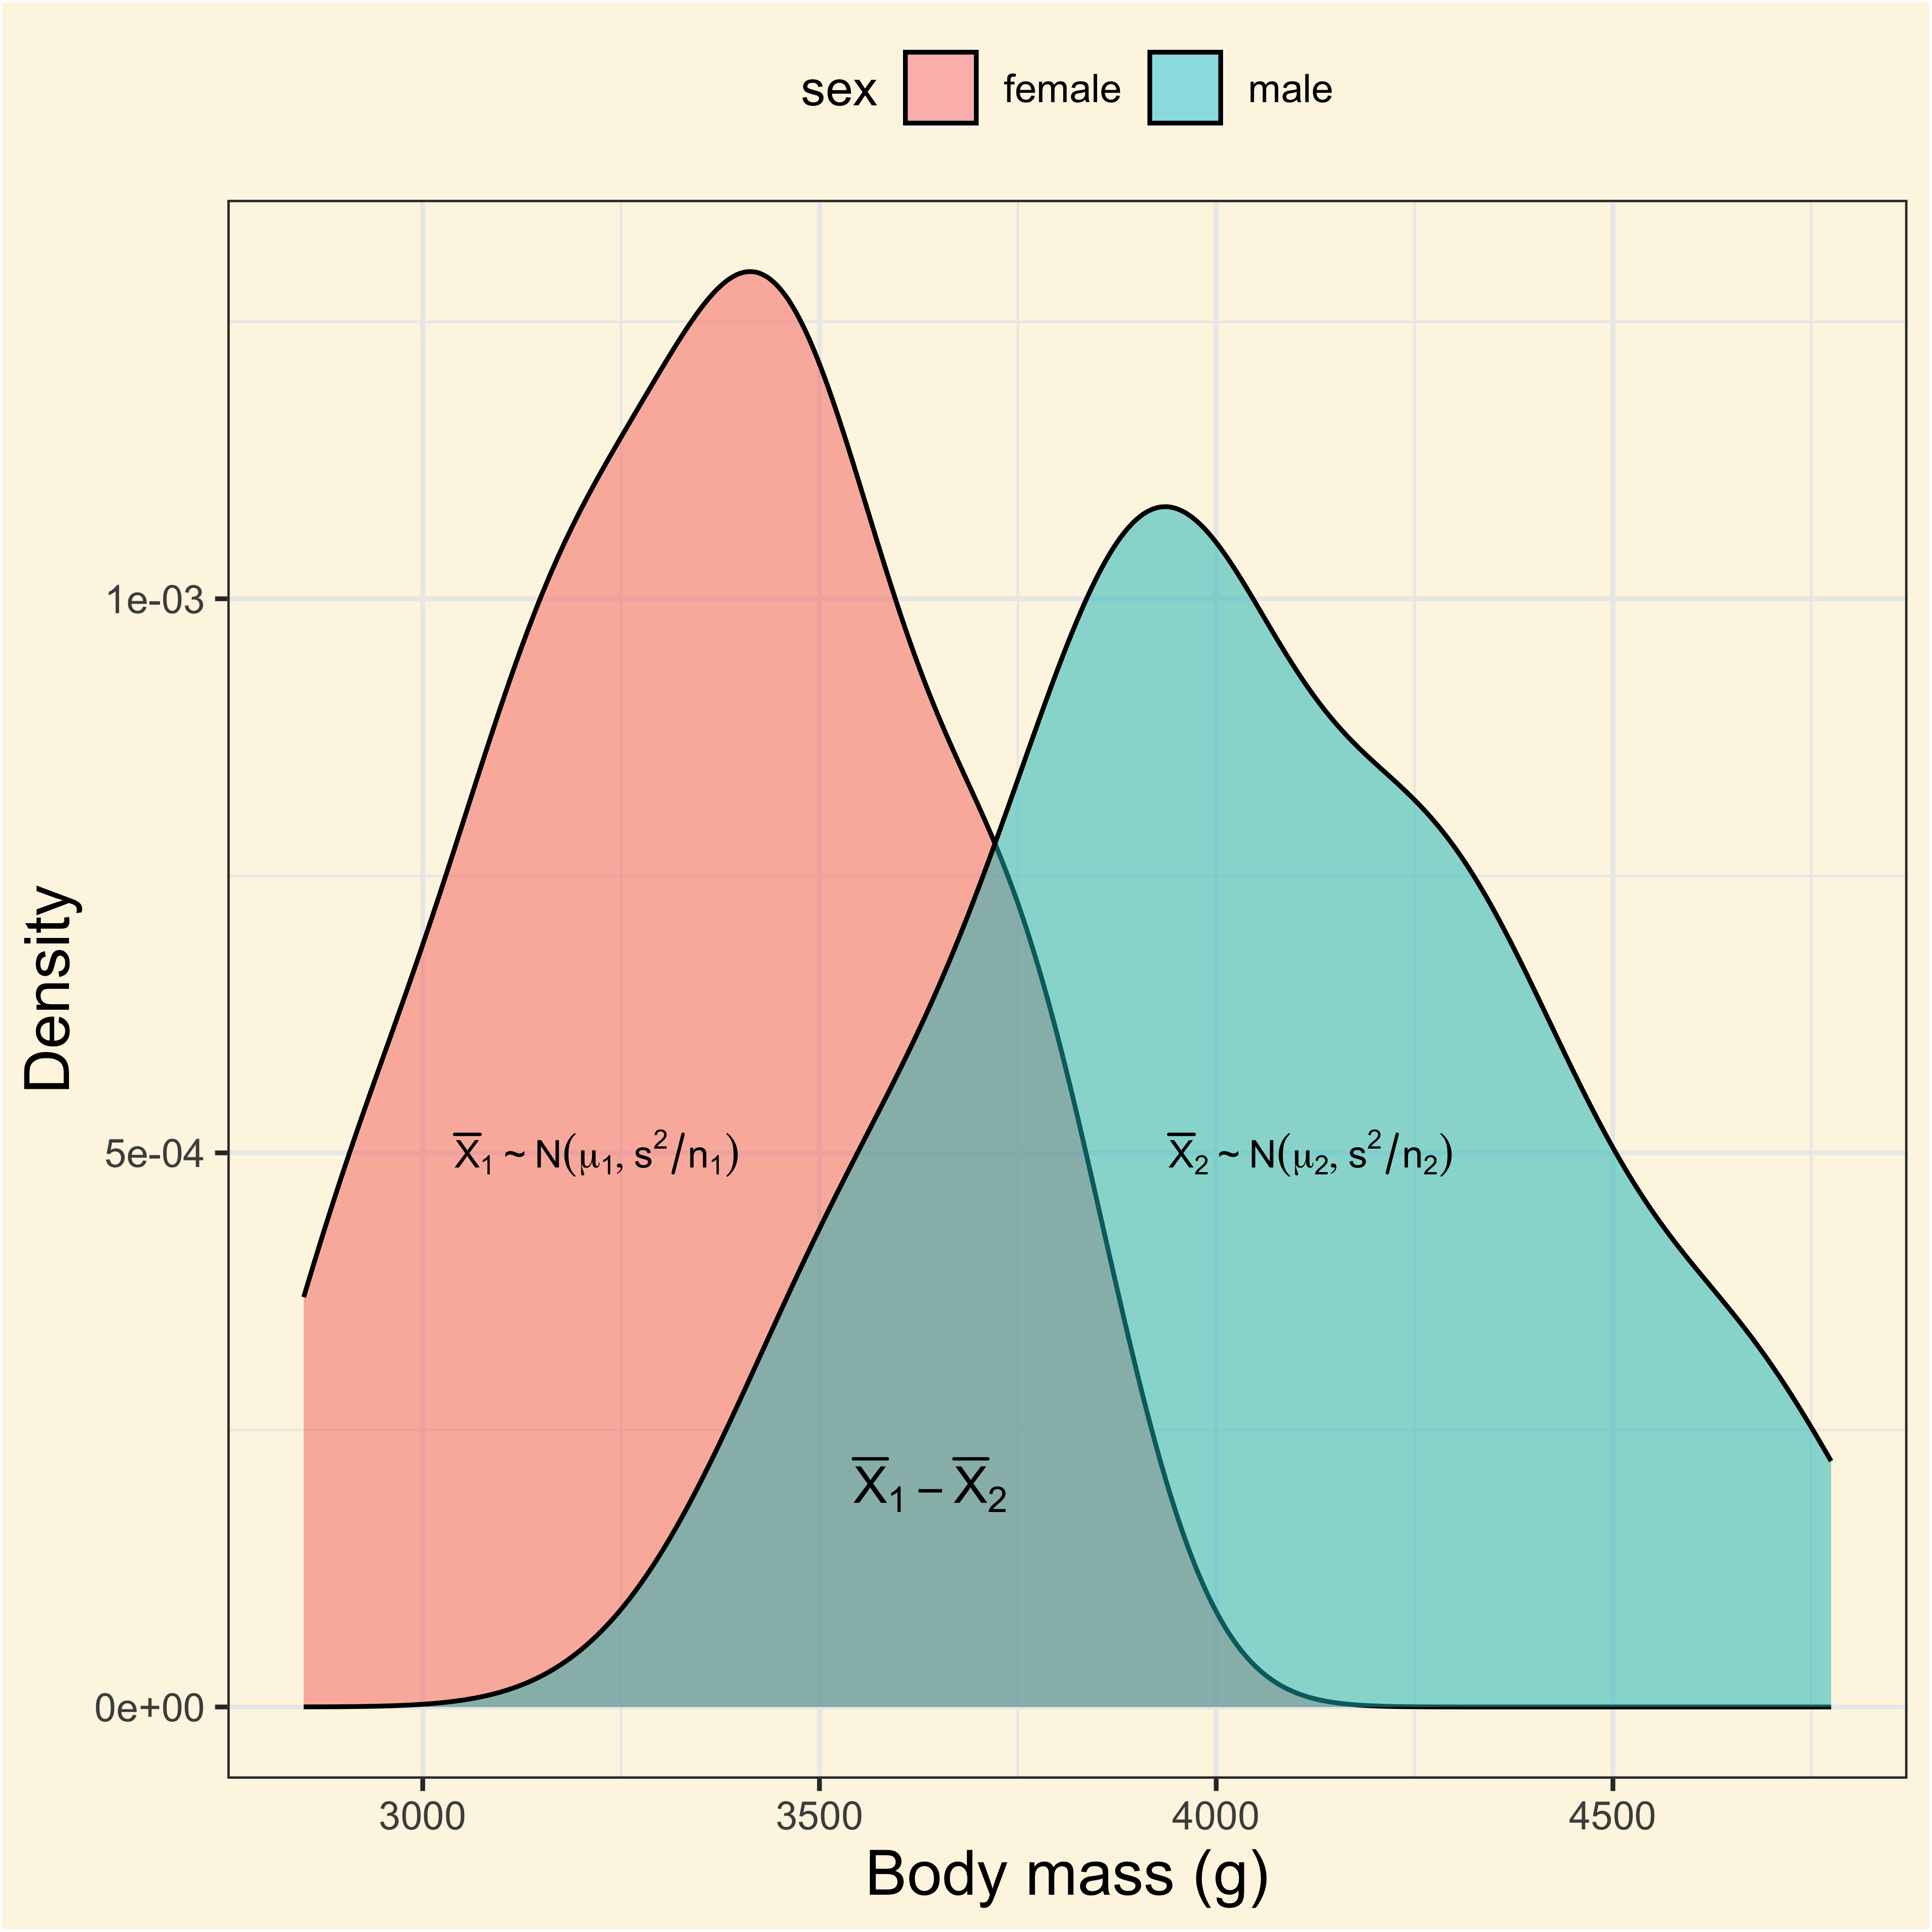 sex female male
Density
1e-03
5e-04
0e+00
X̅₁ ~ N(μ₁, s²/n₁)
X̅₂ ~ N(μ₂, s²/n₂)
X̅₁ − X̅₂
3000 3500 4000 4500
Body mass (g)